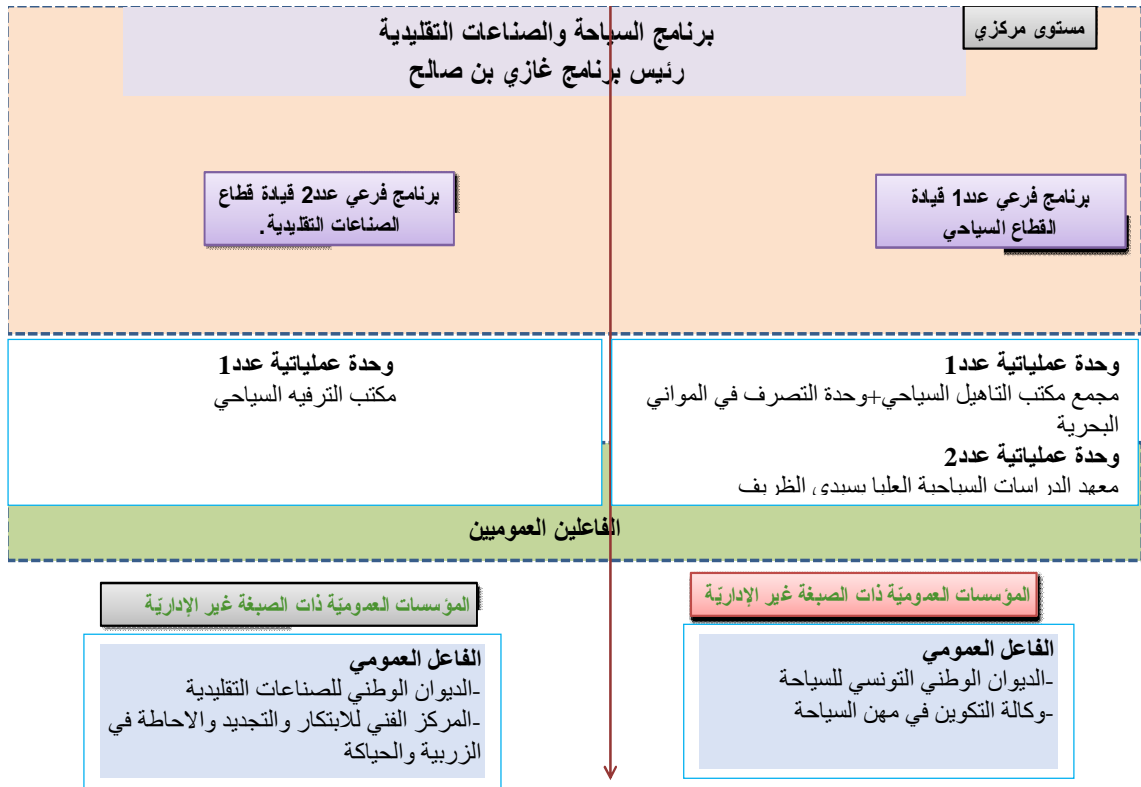 مستوى مركزي
برنامج السياحة والصناعات التقليدية
رئيس برنامج غازي بن صالح
برنامج فرعي عدد1 قيادة
القطاع السياحي
برنامج فرعي عدد2 قيادة قطاع
الصناعات التقليدية.
وحدة عملياتية عدد1
مجمع مكتب التاهيل السياحي+وحدة التصرف في المواني
البحرية
وحدة عملياتية عدد2
معهد الدراسات السياحية العليا بسيدي الظريف
وحدة عملياتية عدد1
مكتب الترفيه السياحي
الفاعلين العموميين
المؤسسات العموميّة ذات الصبغة غير الإداريّة
الفاعل العمومي
-الديوان الوطني التونسي للسياحة
-وكالة التكوين في مهن السياحة
المؤسسات العموميّة ذات الصبغة غير الإداريّة
الفاعل العمومي
-الديوان الوطني للصناعات التقليدية
-المركز الفني للابتكار والتجديد والاحاطة في
الزربية والحياكة